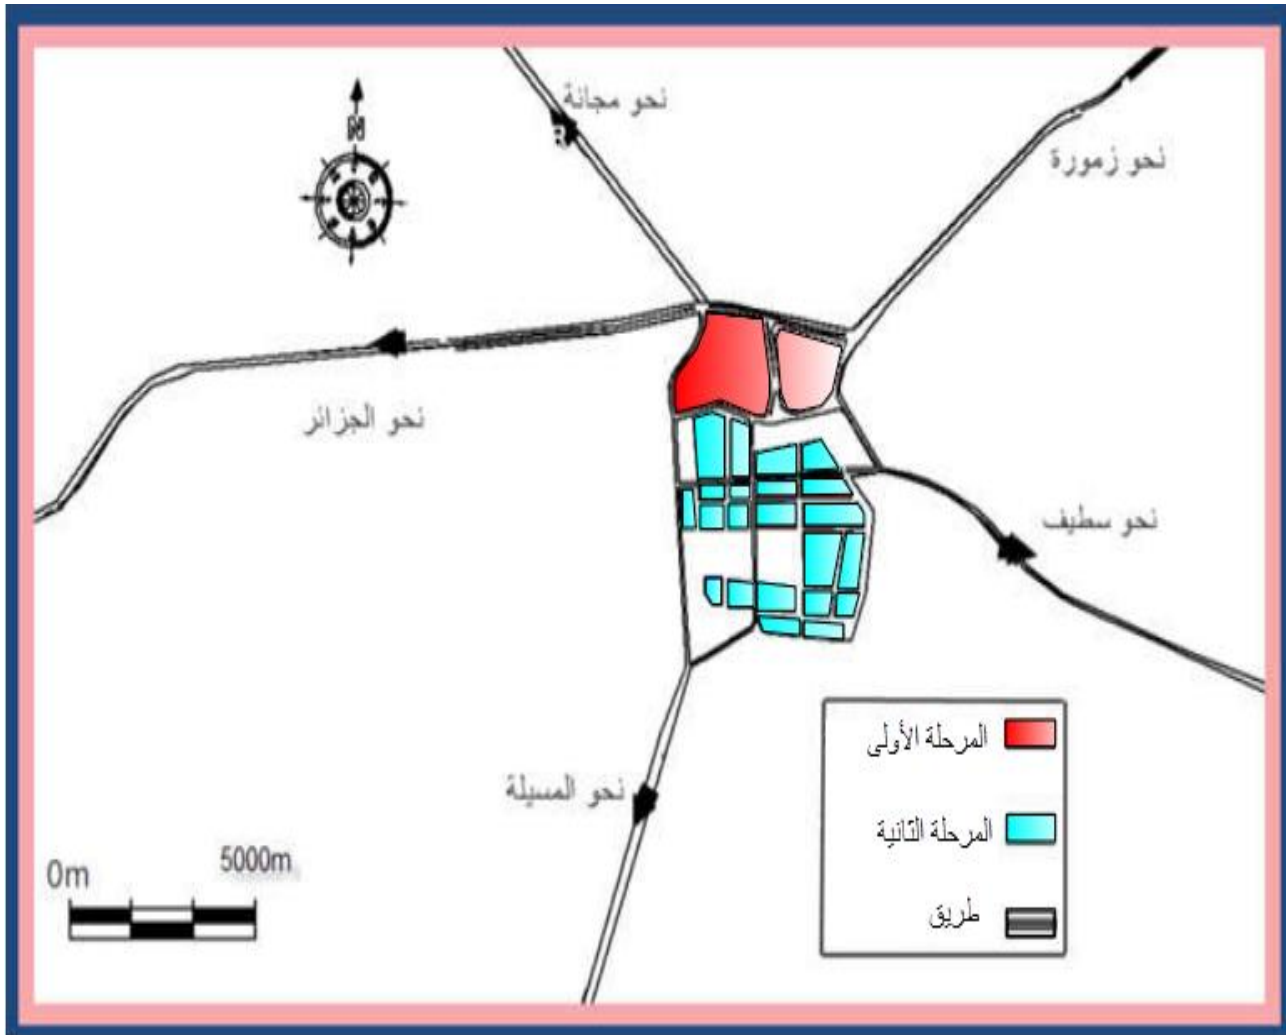 نحو مجانة
نحو زمورة
N
نحو الجزائر
نحو سطيف
نحو المسيلة
المرحلة الأولى
المرحلة الثانية
طريق
0m
5000m